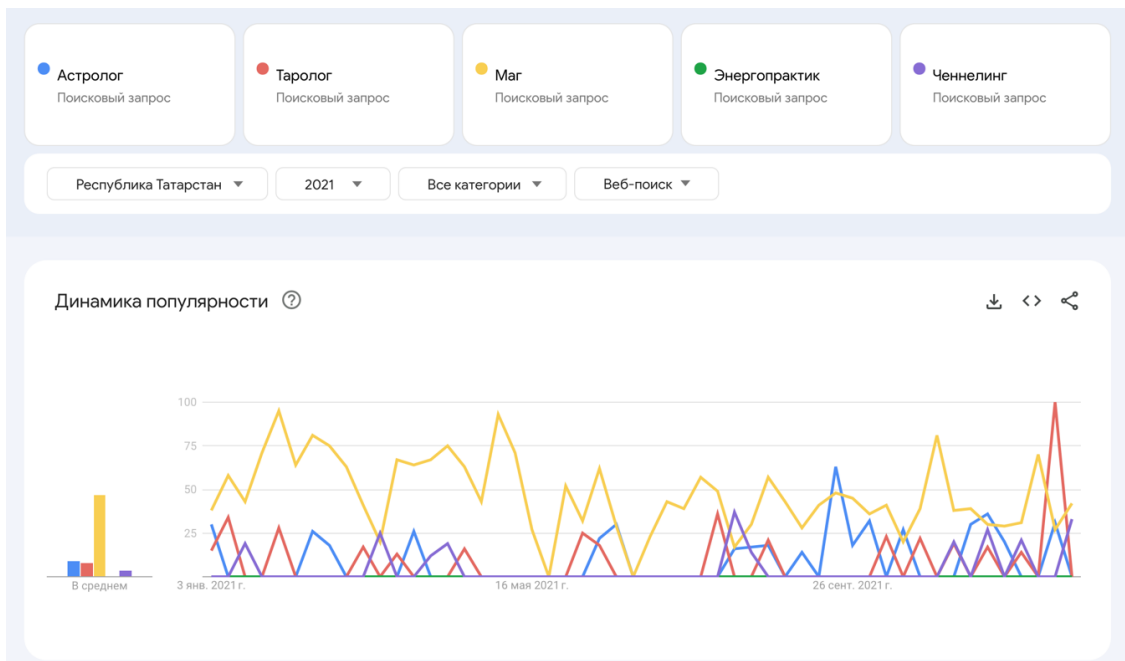 Астролог
Поисковый запрос
Таролог
Поисковый запрос
Маг
Поисковый запрос
Энергопрактик
Поисковый запрос
Ченнелинг
Поисковый запрос
Республика Татарстан
2021
Все категории
Веб-поиск
Динамика популярности
100
75
50
25
В среднем
3 янв. 2021 г.
16 мая 2021 г.
26 сент. 2021 г.